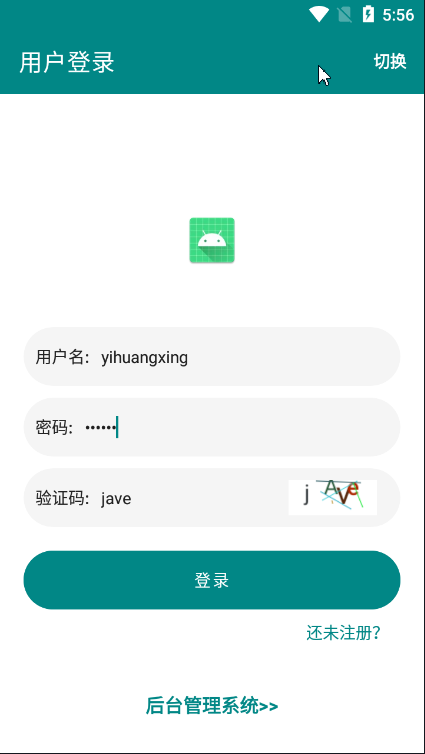 5:56
用户登录 切换
用户名: yihuangxing
密码: ••••••
验证码: jave jAVe
登录
还未注册?
后台管理系统>>